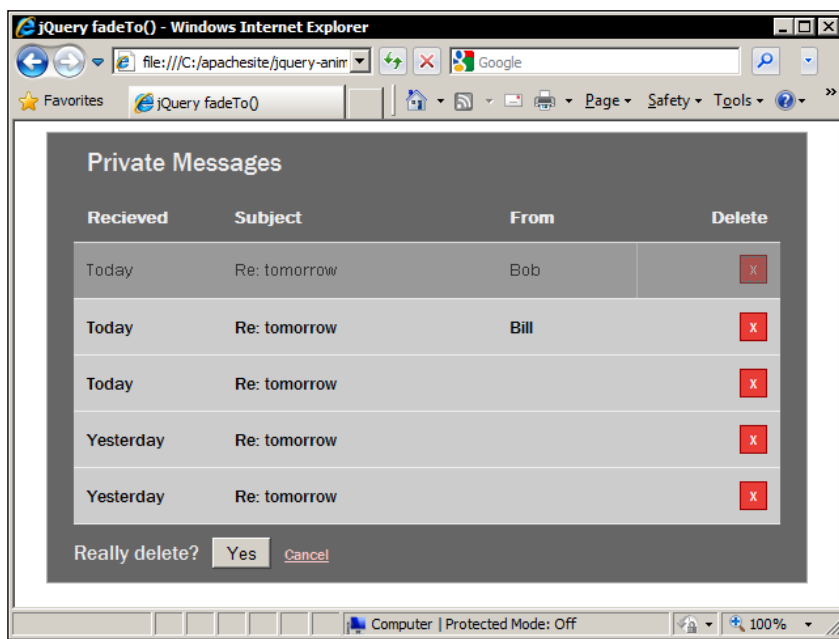 jQuery fadeTo() - Windows Internet Explorer
file:///C:/apachesite/jquery-anim Google
Favorites jQuery fadeTo() Page Safety Tools »
Private Messages
Recieved Subject From Delete
Today Re: tomorrow Bob x
Today Re: tomorrow Bill x
Today Re: tomorrow x
Yesterday Re: tomorrow x
Yesterday Re: tomorrow x
Really delete? Yes Cancel
Computer | Protected Mode: Off 100%